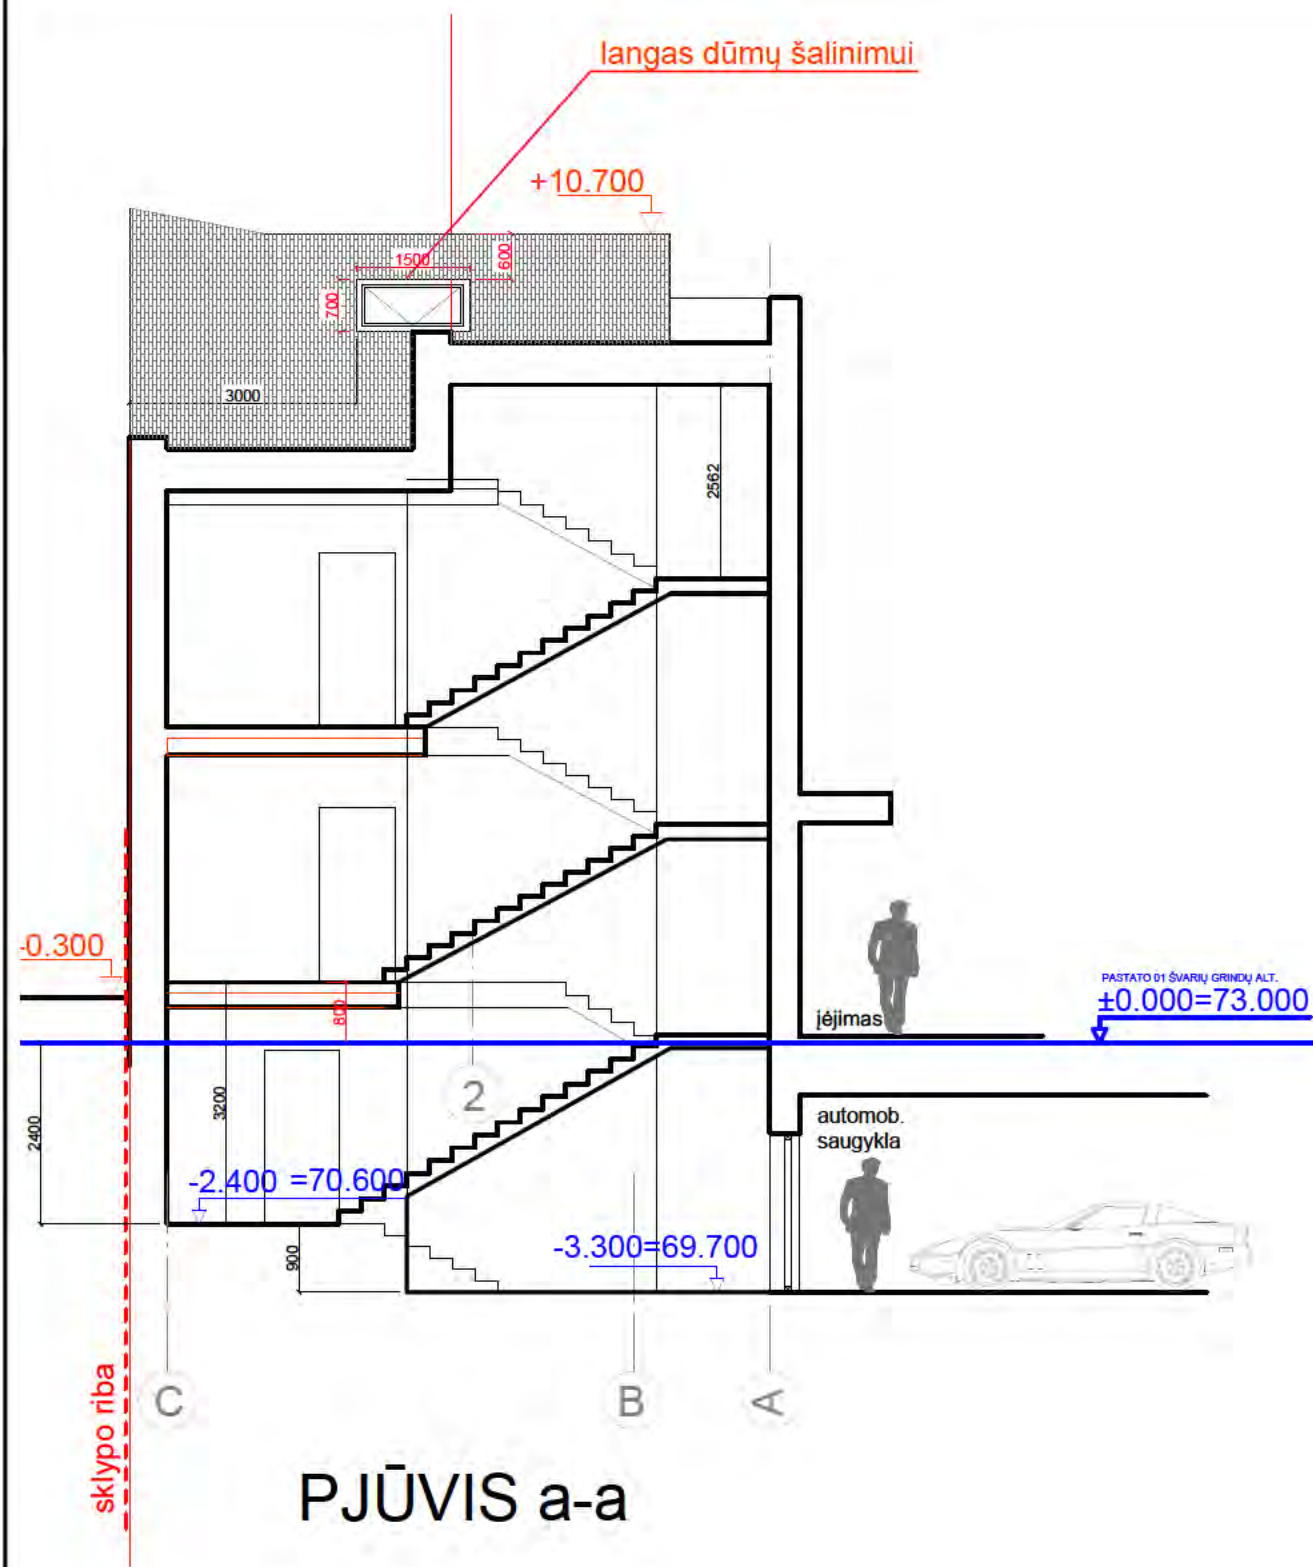 langas dūmų šalinimui
+10.700
1500
600
700
3000
2562
-0.300
PASTATO 01 ŠVARIŲ GRINDŲ ALT.
±0.000=73.000
įėjimas
800
2
3200
2400
automob.
saugykla
-2.400 =70.600
-3.300=69.700
900
C
B
A
sklypo riba
PJŪVIS a-a